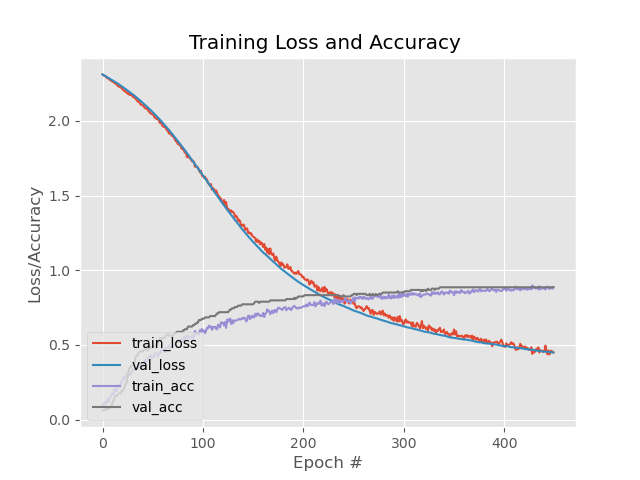 Training Loss and Accuracy
Loss/Accuracy
2.0
1.5
1.0
0.5
0.0
train_loss
val_loss
train_acc
val_acc
0 100 200 300 400
Epoch #